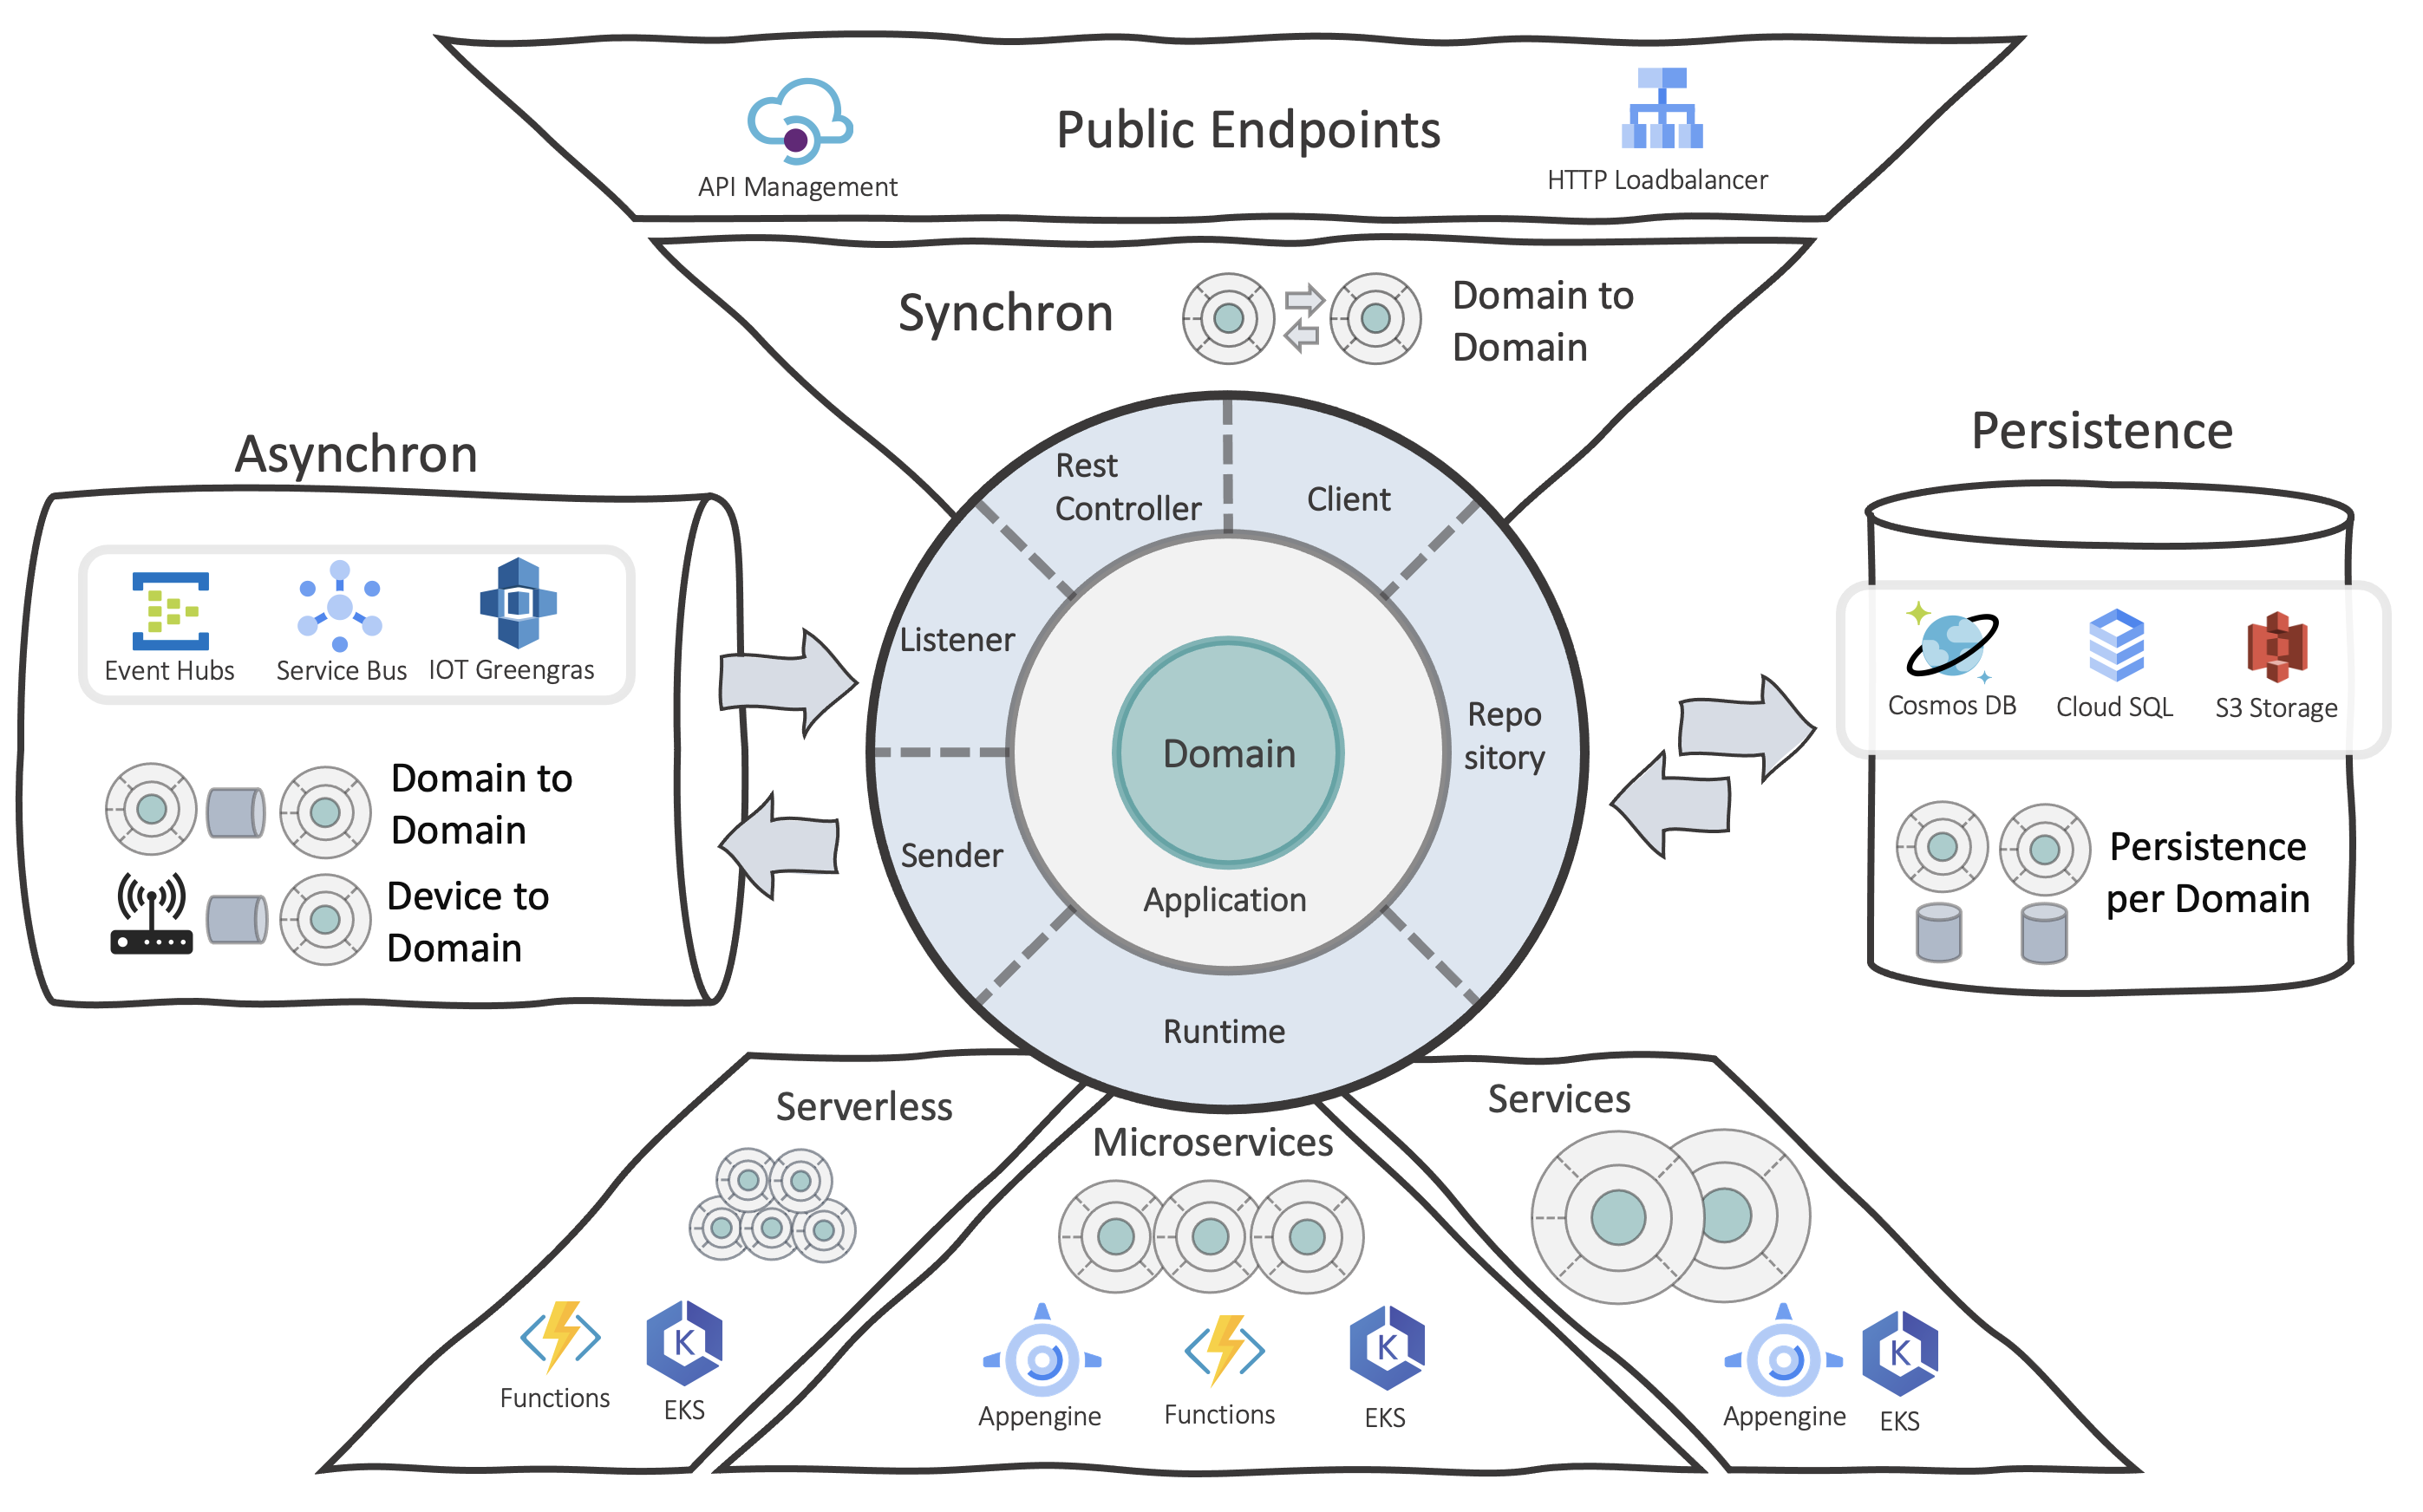 Public Endpoints
API Management
HTTP Loadbalancer
Synchron
Domain to
Domain
Asynchron
Event Hubs
Service Bus
IOT Greengras
Domain to
Domain
Device to
Domain
Rest
Controller
Client
Listener
Sender
Repo
sitory
Domain
Application
Runtime
Persistence
Cosmos DB
Cloud SQL
S3 Storage
Persistence
per Domain
Serverless
Functions
K
EKS
Microservices
Appengine
Functions
K
EKS
Services
Appengine
K
EKS